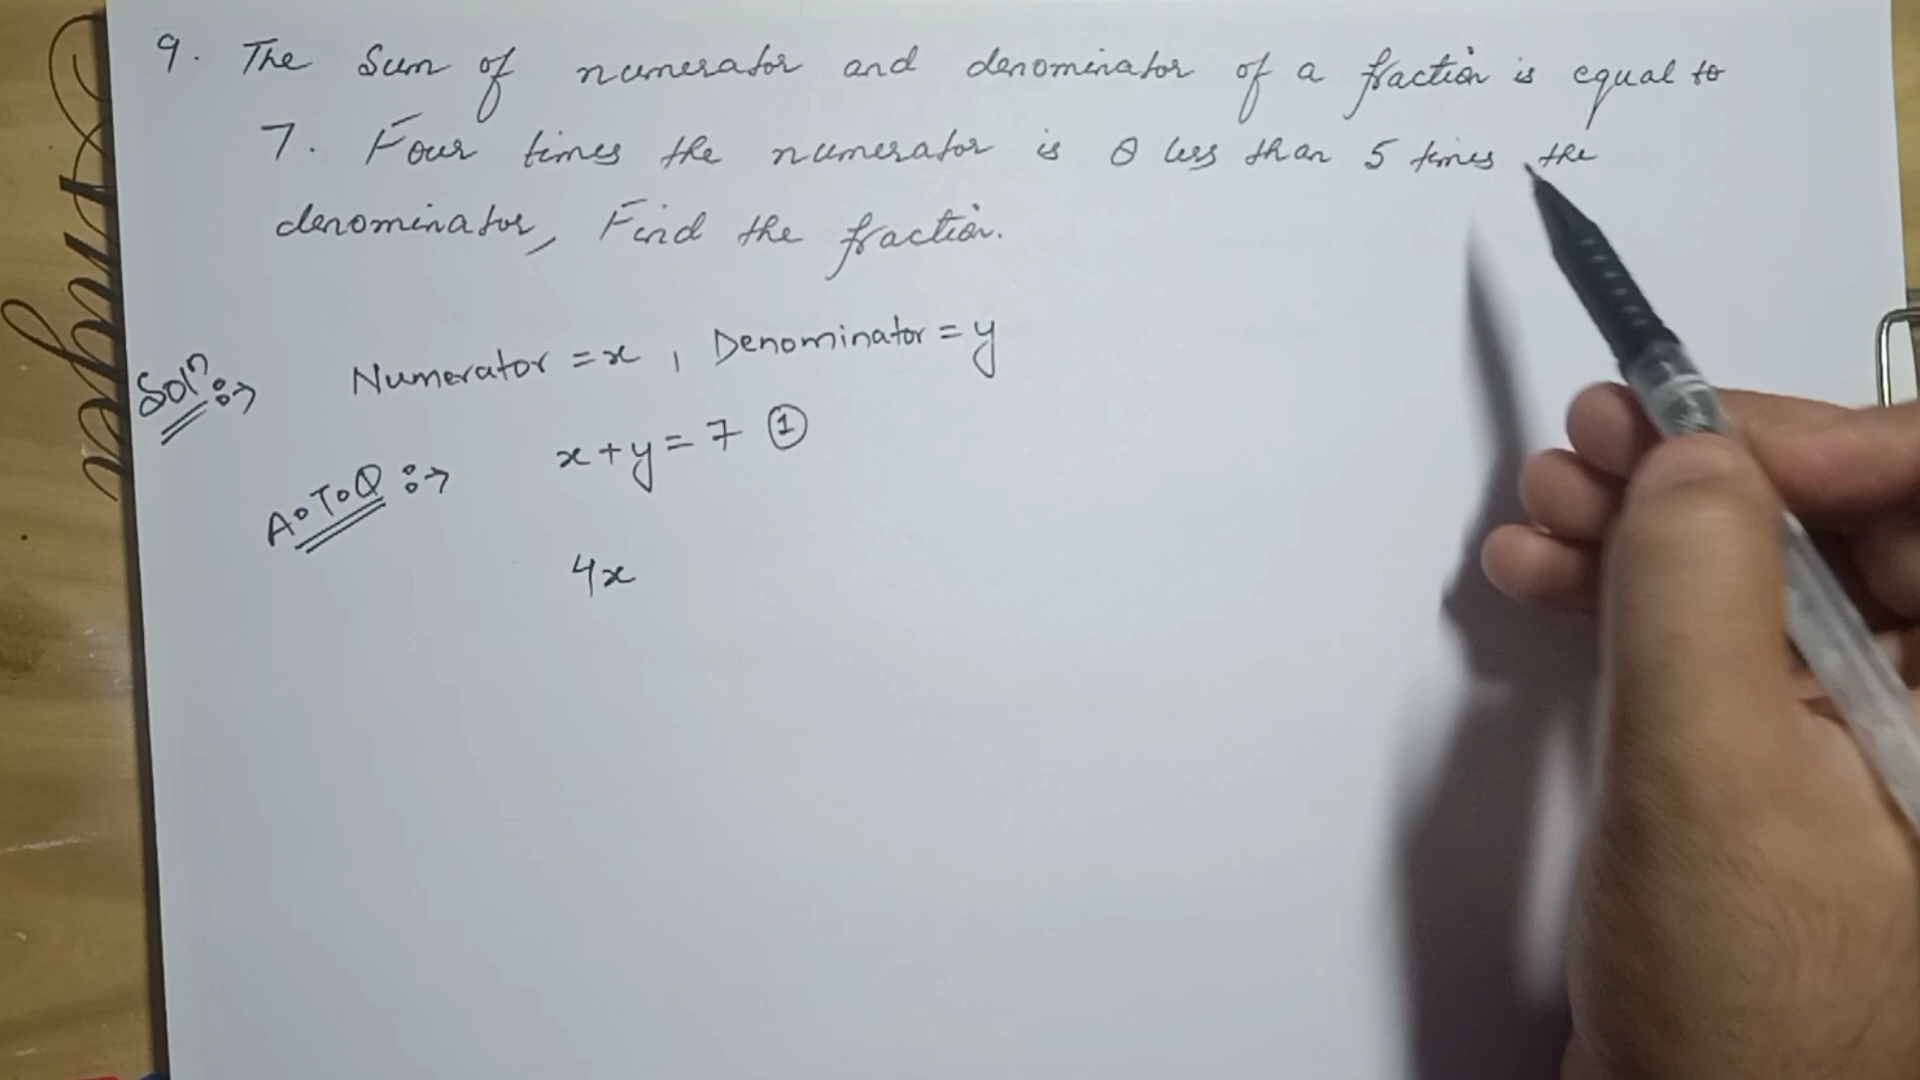 9. The Sum of numerator and denominator of a fraction is equal to
7. Four times the numerator is 8 less than 5 times the
denominator, Find the fraction.
Soln :→ Numerator = x, Denominator = y
A.T.Q :→ x + y = 7 ①
4x